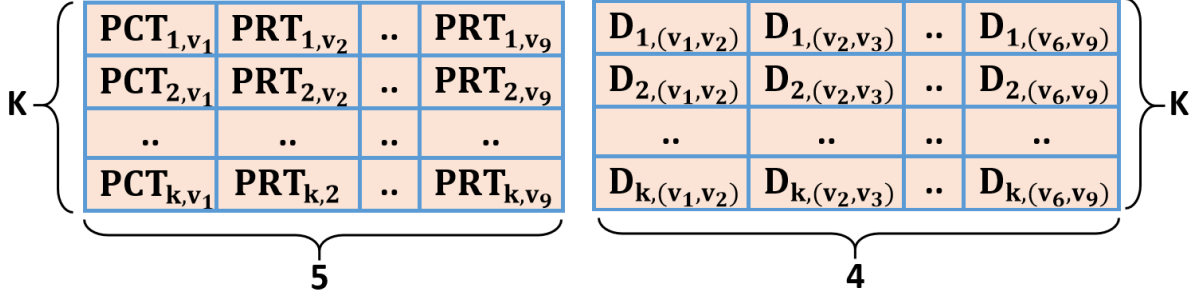 PCT1,v1 PRT1,v2 .. PRT1,v9 D1,(v1,v2) D1,(v2,v3) .. D1,(v6,v9)
K PCT2,v1 PRT2,v2 .. PRT2,v9 D2,(v1,v2) D2,(v2,v3) .. D2,(v6,v9) K
.. .. .. .. .. .. .. ..
PCTk,v1 PRTk,2 .. PRTk,v9 Dk,(v1,v2) Dk,(v2,v3) .. Dk,(v6,v9)
5 4